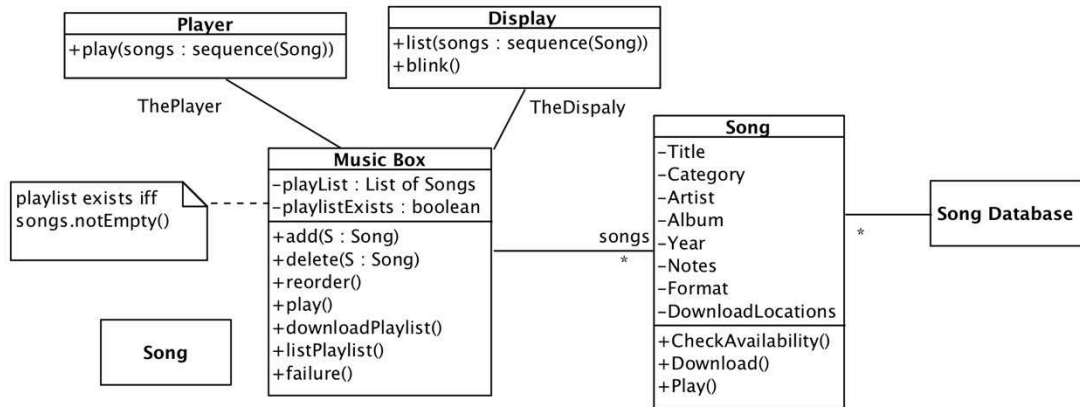 Player
+play(songs : sequence(Song))
Display
+list(songs : sequence(Song))
+blink()
ThePlayer
TheDispaly
playlist exists iff
songs.notEmpty()
Music Box
-playList : List of Songs
-playlistExists : boolean
+add(S : Song)
+delete(S : Song)
+reorder()
+play()
+downloadPlaylist()
+listPlaylist()
+failure()
songs
*
Song
-Title
-Category
-Artist
-Album
-Year
-Notes
-Format
-DownloadLocations
+CheckAvailability()
+Download()
+Play()
*
Song Database
Song